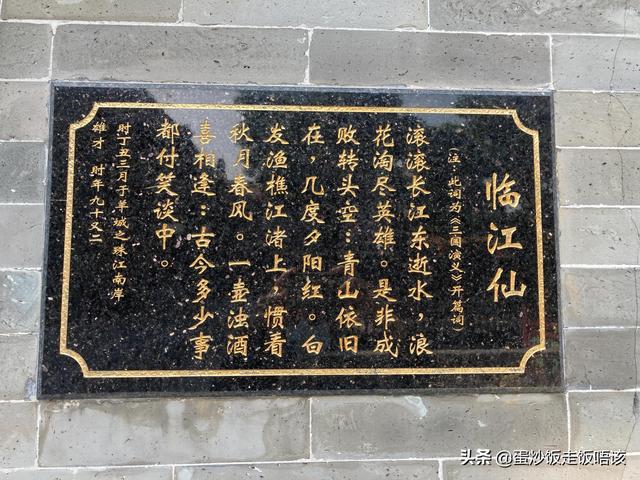 临江仙
(注:此词为《三国演义》开篇词)
滚滚长江东逝水,浪
花淘尽英雄。是非成
败转头空:青山依旧
在,几度夕阳红。白
发渔樵江渚上,惯看
秋月春风。一壶浊酒
喜相逢:古今多少事
都付笑谈中。
时丁丑三月于羊城之珠江南岸
雄才 时年九十又二
头条 @蛋炒饭走饭唔该